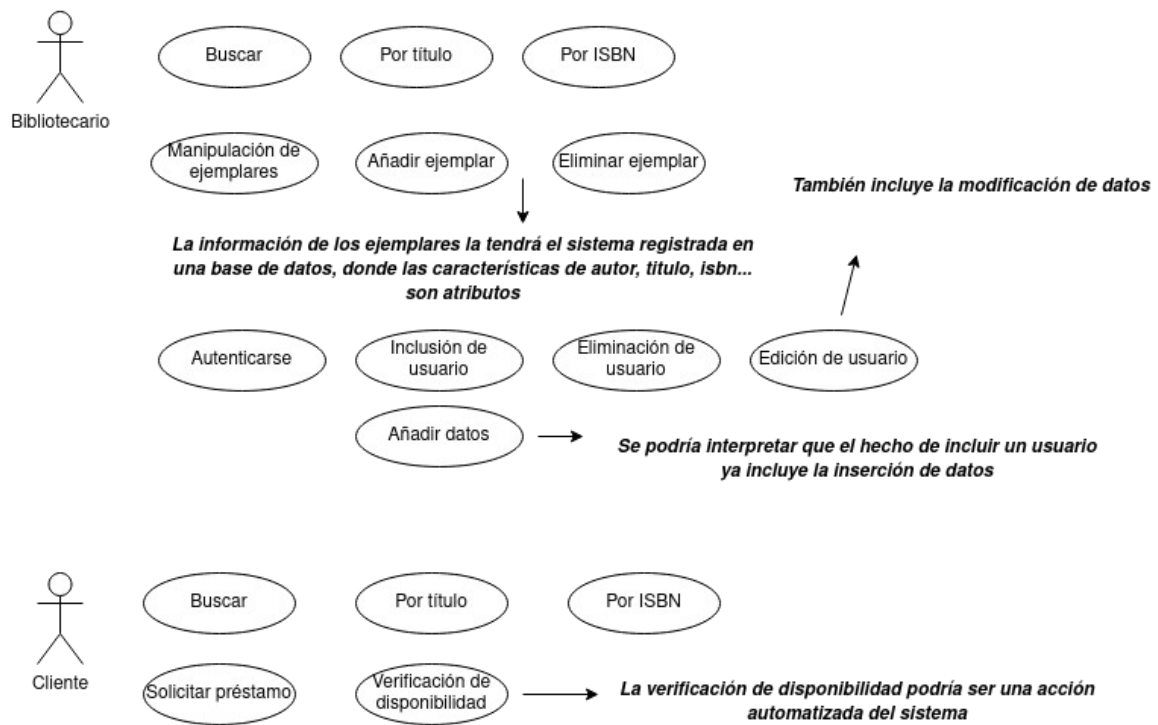 Buscar
Por título
Por ISBN
Bibliotecario
Manipulación de
ejemplares
Añadir ejemplar
Eliminar ejemplar
También incluye la modificación de datos
La información de los ejemplares la tendrá el sistema registrada en
una base de datos, donde las características de autor, titulo, isbn...
son atributos
Autenticarse
Inclusión de
usuario
Eliminación de
usuario
Edición de usuario
Añadir datos
Se podría interpretar que el hecho de incluir un usuario
ya incluye la inserción de datos
Buscar
Por título
Por ISBN
Cliente
Solicitar préstamo
Verificación de
disponibilidad
La verificación de disponibilidad podría ser una acción
automatizada del sistema